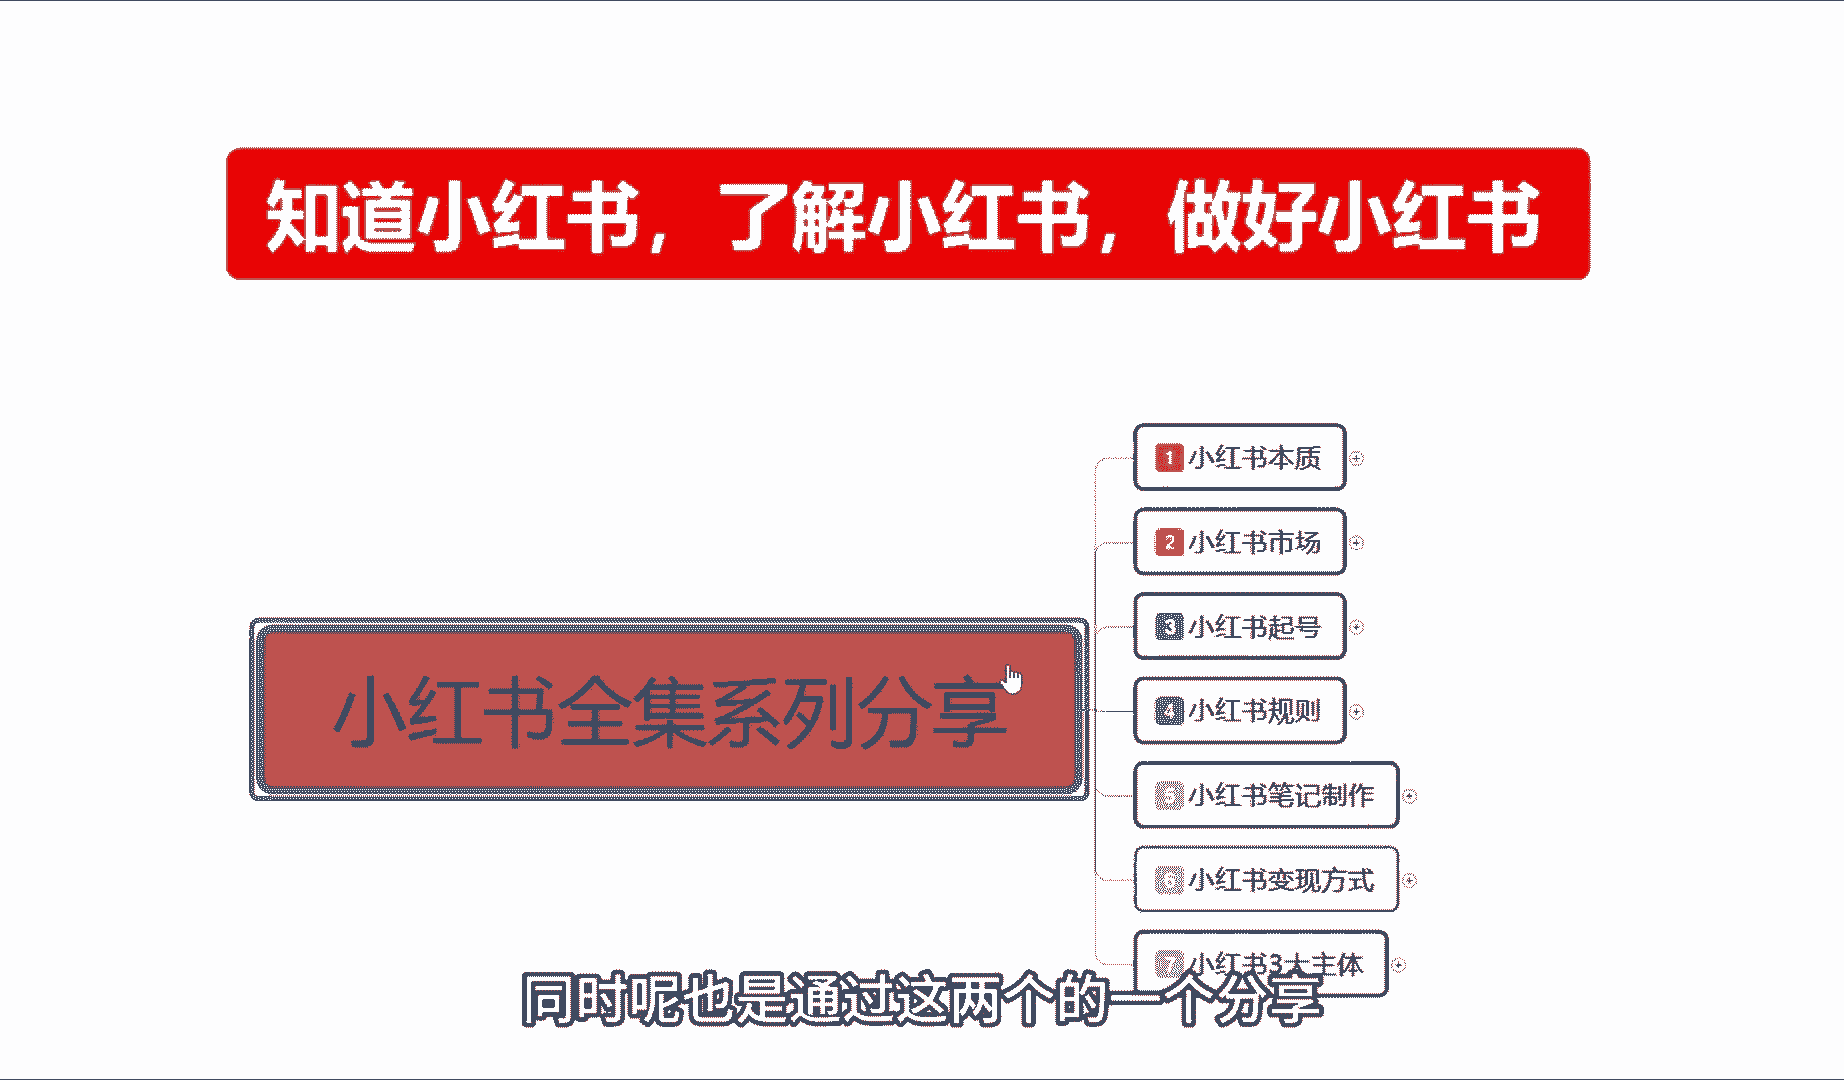 知道小红书，了解小红书，做好小红书
小红书全集系列分享
1 小红书本质
2 小红书市场
3 小红书起号
4 小红书规则
5 小红书笔记制作
6 小红书变现方式
7 小红书3大主体
同时呢也是通过这两个的一个分享